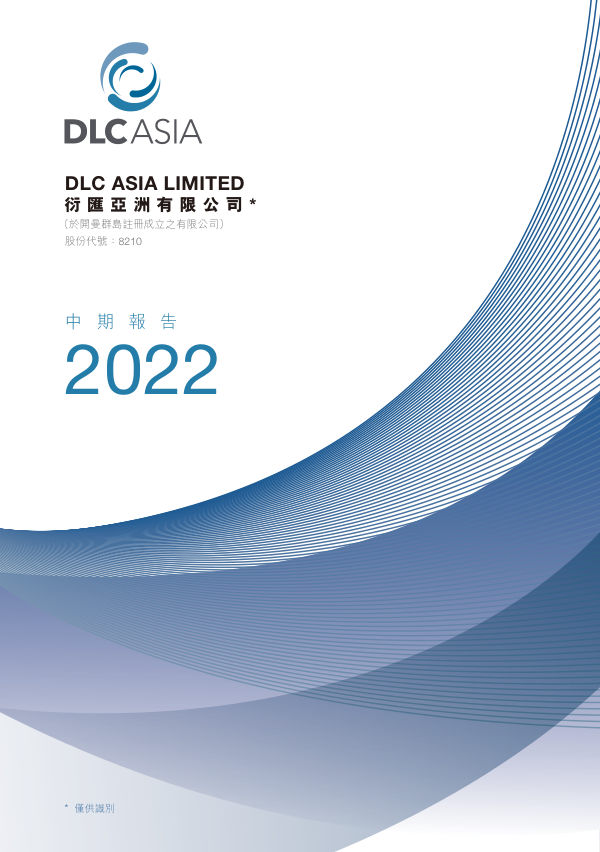 DLC ASIA
DLC ASIA LIMITED
衍匯亞洲有限公司*
(於開曼群島註冊成立之有限公司)
股份代號：8210
中期報告
2022
* 僅供識別